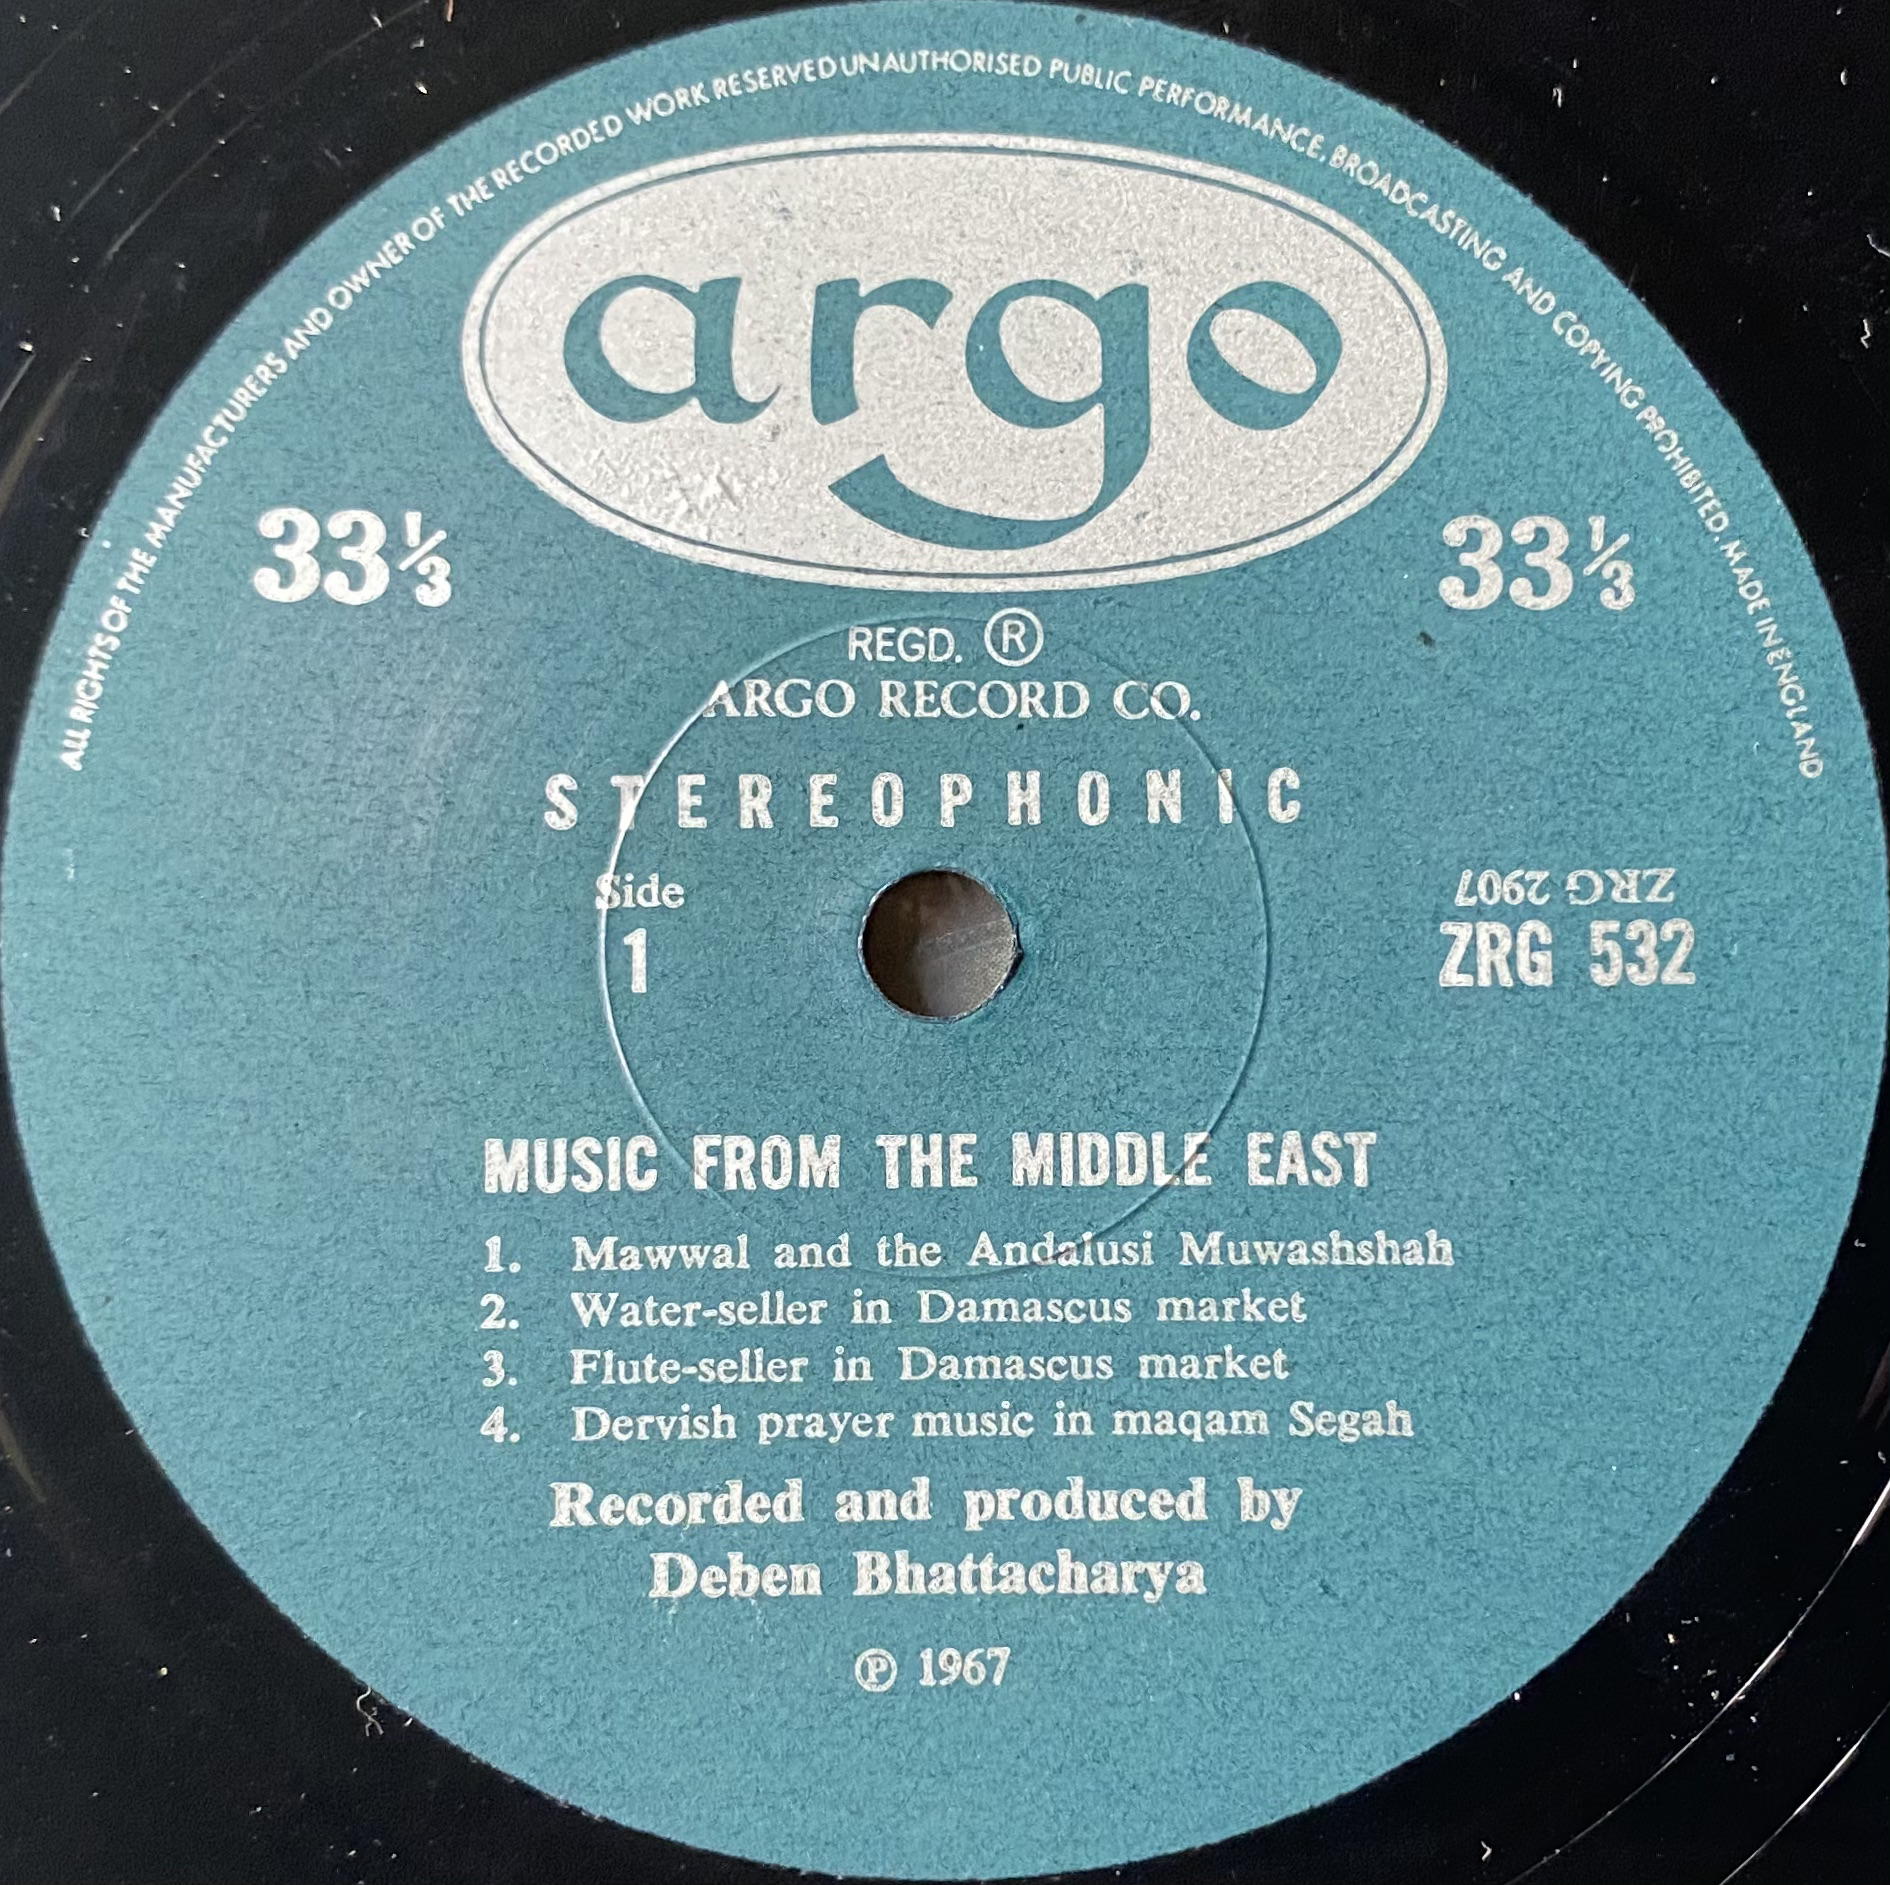 ALL RIGHTS OF THE MANUFACTURERS AND OWNER OF THE RECORDED WORK RESERVED UNAUTHORISED PUBLIC PERFORMANCE, BROADCASTING AND COPYING PROHIBITED. MADE IN ENGLAND
argo
33⅓ 33⅓
REGD. ®
ARGO RECORD CO.
STEREOPHONIC
Side
1
ZRG 2907
ZRG 532
MUSIC FROM THE MIDDLE EAST
1. Mawwal and the Andalusi Muwashshah
2. Water-seller in Damascus market
3. Flute-seller in Damascus market
4. Dervish prayer music in maqam Segah
Recorded and produced by
Deben Bhattacharya
℗ 1967